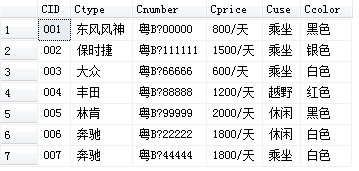 CID Ctype Cnumber Cprice Cuse Ccolor
1 001 东风风神 粤B?00000 800/天 乘坐 黑色
2 002 保时捷 粤B?111111 1500/天 乘坐 银色
3 003 大众 粤B?66666 600/天 乘坐 白色
4 004 丰田 粤B?88888 1200/天 越野 红色
5 005 林肯 粤B?99999 2000/天 休闲 黑色
6 006 奔驰 粤B?22222 1800/天 休闲 白色
7 007 奔驰 粤B?44444 1800/天 乘坐 白色